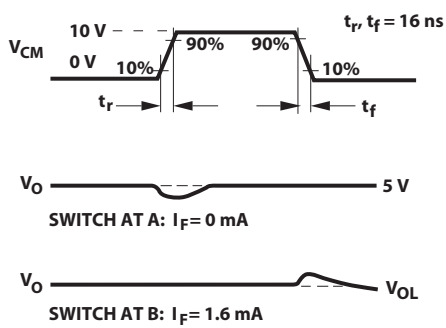 t_r, t_f = 16 ns
V_CM
10 V
0 V
10%
90%
90%
10%
t_r
t_f
V_O
5 V
SWITCH AT A: I_F = 0 mA
V_O
V_OL
SWITCH AT B: I_F = 1.6 mA